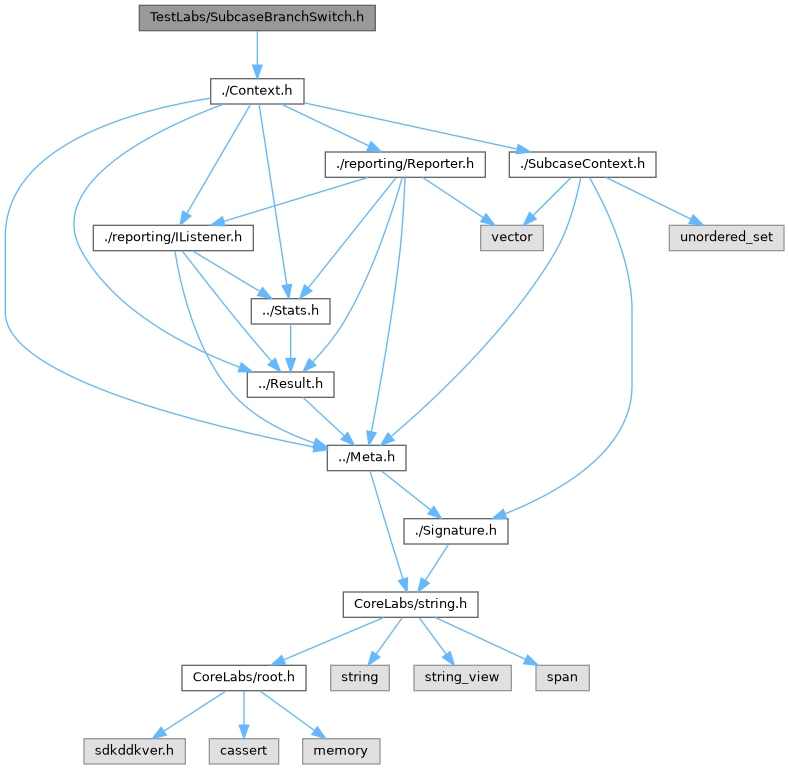 TestLabs/SubcaseBranchSwitch.h
./Context.h
./reporting/Reporter.h
./SubcaseContext.h
./reporting/IListener.h
vector
unordered_set
../Stats.h
../Result.h
../Meta.h
./Signature.h
CoreLabs/string.h
CoreLabs/root.h
string
string_view
span
sdkddkver.h
cassert
memory